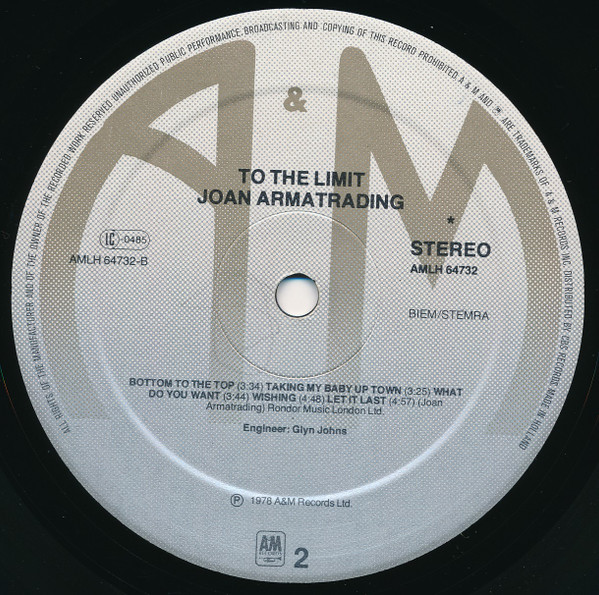 ALL RIGHTS OF THE MANUFACTURER AND OF THE OWNER OF THE RECORDED WORK RESERVED. UNAUTHORIZED PUBLIC PERFORMANCE, BROADCASTING AND COPYING OF THIS RECORD PROHIBITED. A & M AND * ARE TRADEMARKS OF A & M RECORDS INC. DISTRIBUTED BY CBS RECORDS. MADE IN HOLLAND
A & M
TO THE LIMIT
JOAN ARMATRADING
*
IC -0485
STEREO
AMLH 64732-B
AMLH 64732
BIEM/STEMRA
BOTTOM TO THE TOP (3:34) TAKING MY BABY UP TOWN (3:25) WHAT
DO YOU WANT (3:44) WISHING (4:48) LET IT LAST (4:57) (Joan
Armatrading) Rondor Music London Ltd.
Engineer: Glyn Johns
℗ 1978 A&M Records Ltd.
AM
RECORDS
2